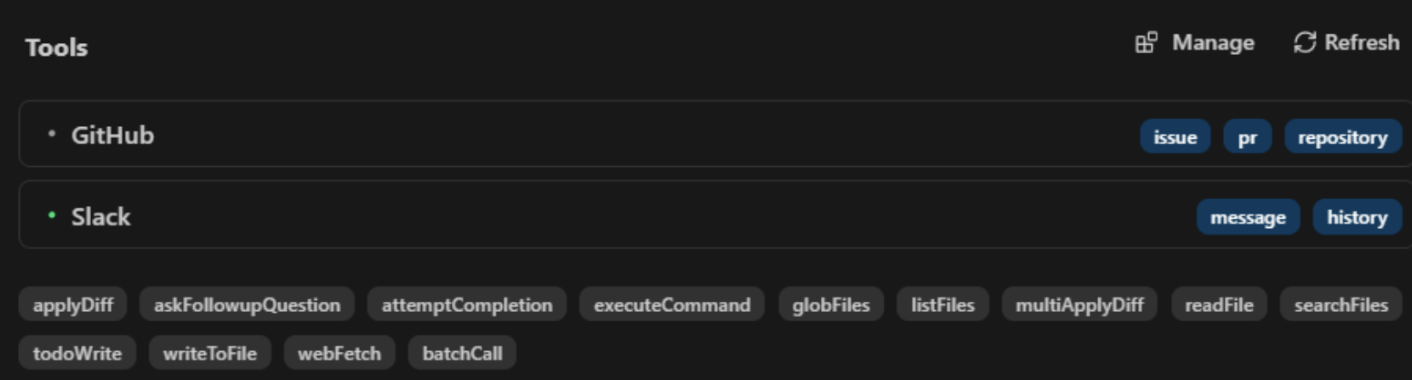 Tools Manage Refresh
GitHub issue pr repository
Slack message history
applyDiff askFollowupQuestion attemptCompletion executeCommand globFiles listFiles multiApplyDiff readFile searchFiles
todoWrite writeToFile webFetch batchCall